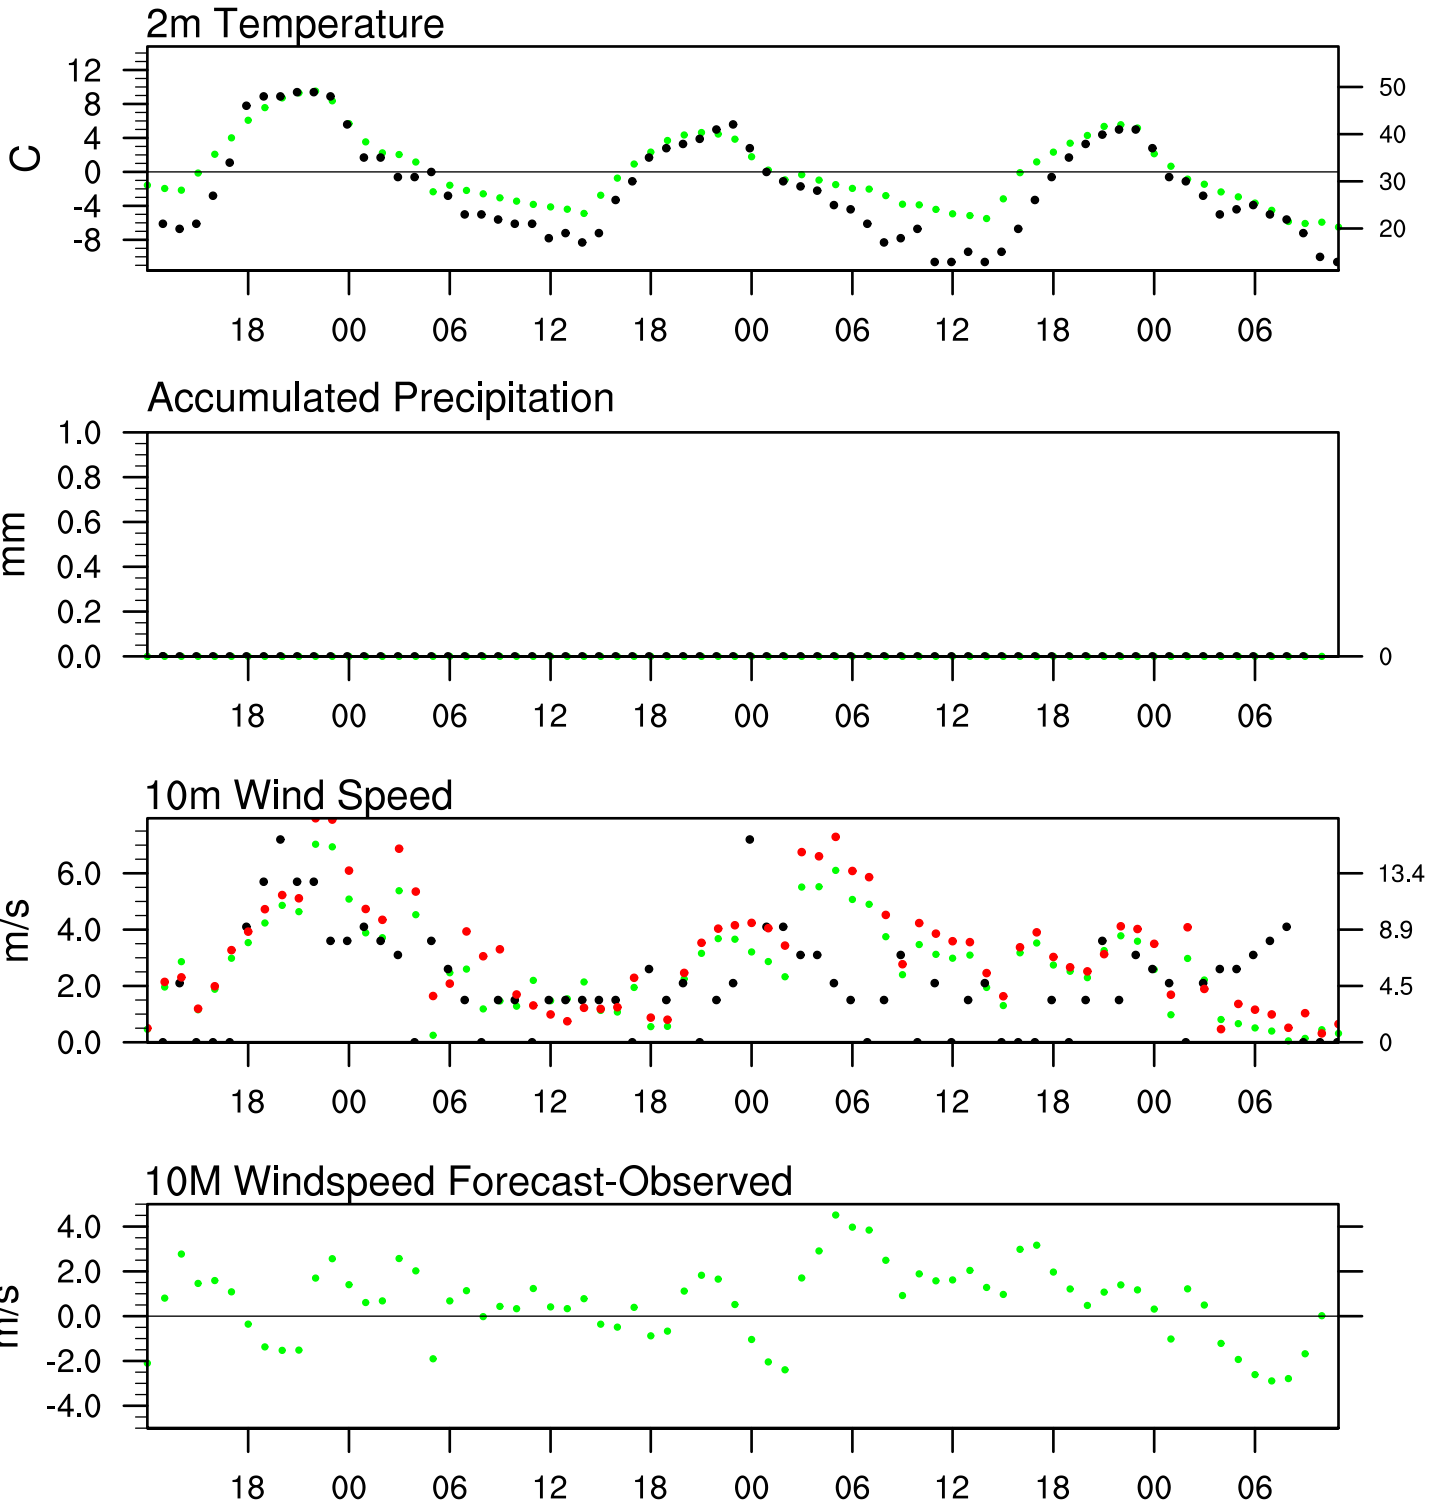 2m Temperature
12
8
4
0
-4
-8
C
50
40
30
20
18 00 06 12 18 00 06 12 18 00 06
Accumulated Precipitation
1.0
0.8
0.6
0.4
0.2
0.0
mm
0
18 00 06 12 18 00 06 12 18 00 06
10m Wind Speed
6.0
4.0
2.0
0.0
m/s
13.4
8.9
4.5
0
18 00 06 12 18 00 06 12 18 00 06
10M Windspeed Forecast-Observed
4.0
2.0
0.0
-2.0
-4.0
m/s
18 00 06 12 18 00 06 12 18 00 06